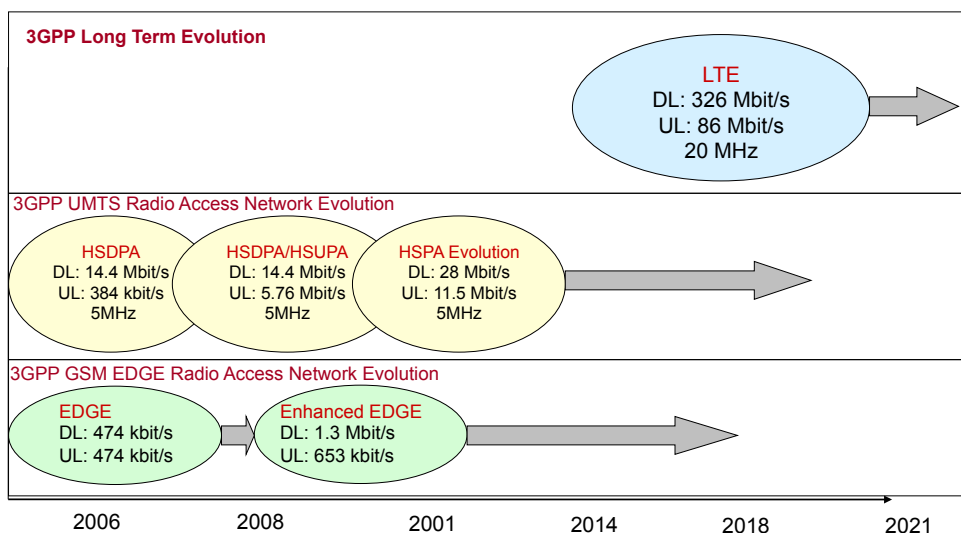 3GPP Long Term Evolution
LTE
DL: 326 Mbit/s
UL: 86 Mbit/s
20 MHz
3GPP UMTS Radio Access Network Evolution
HSDPA
DL: 14.4 Mbit/s
UL: 384 kbit/s
5MHz
HSDPA/HSUPA
DL: 14.4 Mbit/s
UL: 5.76 Mbit/s
5MHz
HSPA Evolution
DL: 28 Mbit/s
UL: 11.5 Mbit/s
5MHz
3GPP GSM EDGE Radio Access Network Evolution
EDGE
DL: 474 kbit/s
UL: 474 kbit/s
Enhanced EDGE
DL: 1.3 Mbit/s
UL: 653 kbit/s
2006 2008 2001 2014 2018 2021